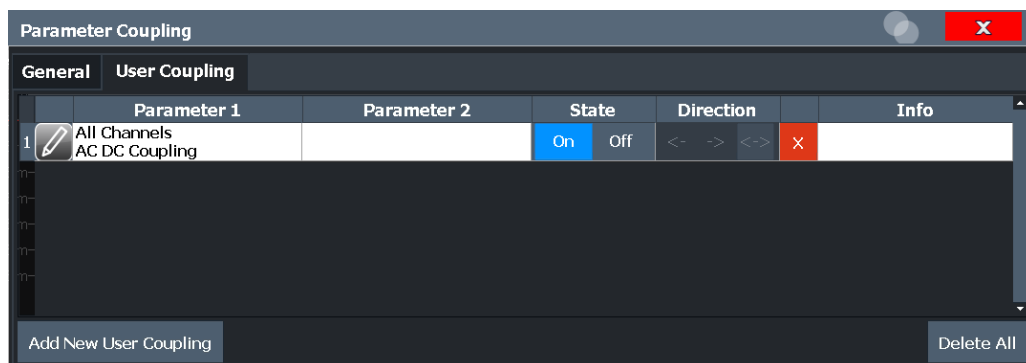 Parameter Coupling
X
General User Coupling
Parameter 1 Parameter 2 State Direction Info
1 All Channels On Off <- -> <-> X
AC DC Coupling
Add New User Coupling Delete All